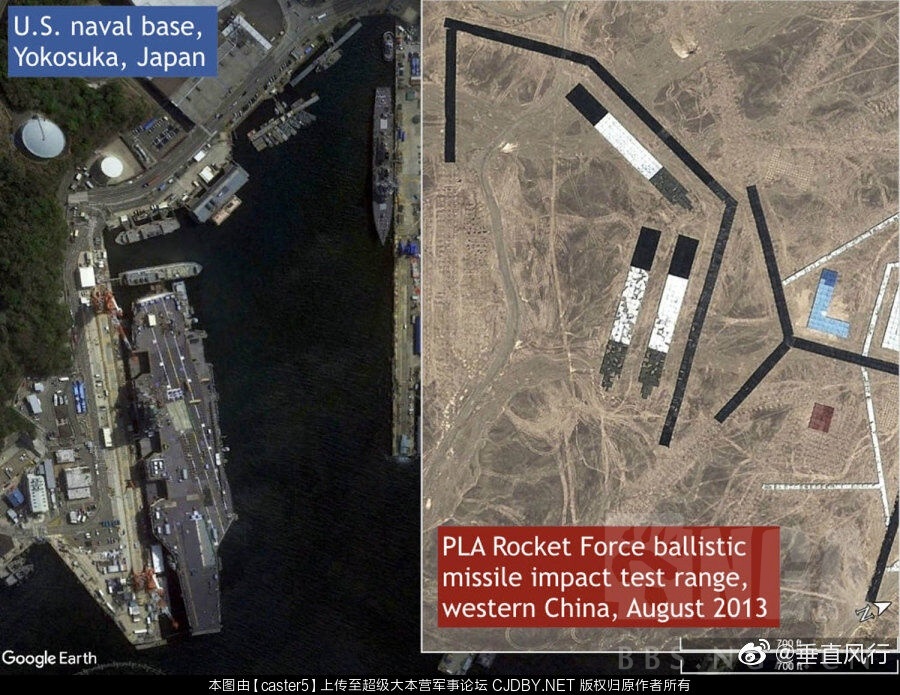 U.S. naval base,
Yokosuka, Japan
PLA Rocket Force ballistic
missile impact test range,
western China, August 2013
N
700 ft
Google Earth
@垂直风行
700 ft
本图由【caster5】上传至超级大本营军事论坛 CJDBY.NET 版权归原作者所有